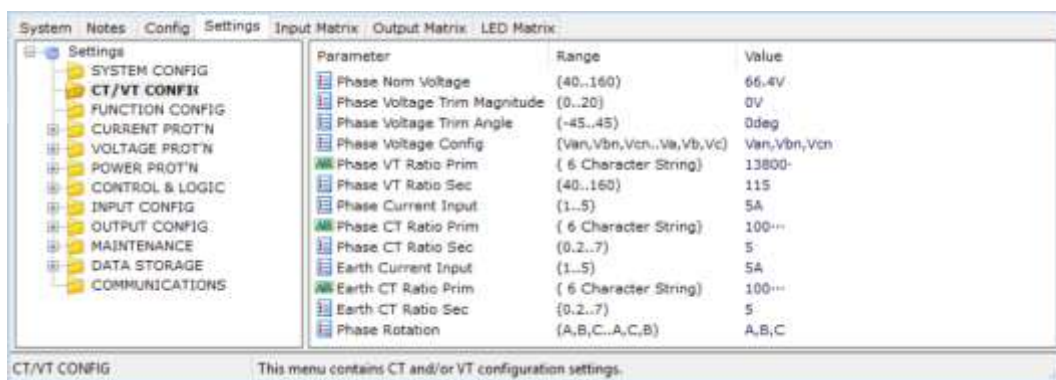 System Notes Config Settings Input Matrix Output Matrix LED Matrix
Settings
SYSTEM CONFIG
CT/VT CONFI
FUNCTION CONFIG
CURRENT PROT'N
VOLTAGE PROT'N
POWER PROT'N
CONTROL & LOGIC
INPUT CONFIG
OUTPUT CONFIG
MAINTENANCE
DATA STORAGE
COMMUNICATIONS
Parameter Range Value
Phase Nom Voltage (40..160) 66.4V
Phase Voltage Trim Magnitude (0..20) 0V
Phase Voltage Trim Angle (-45..45) 0deg
Phase Voltage Config (Van,Vbn,Vcn..Va,Vb,Vc) Van,Vbn,Vcn
Phase VT Ratio Prim ( 6 Character String) 13800·
Phase VT Ratio Sec (40..160) 115
Phase Current Input (1..5) 5A
Phase CT Ratio Prim ( 6 Character String) 100···
Phase CT Ratio Sec (0.2..7) 5
Earth Current Input (1..5) 5A
Earth CT Ratio Prim ( 6 Character String) 100···
Earth CT Ratio Sec (0.2..7) 5
Phase Rotation (A,B,C..A,C,B) A,B,C
CT/VT CONFIG This menu contains CT and/or VT configuration settings.